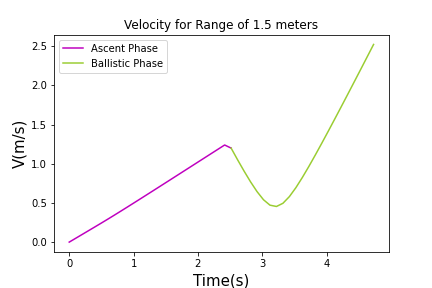 Velocity for Range of 1.5 meters
Ascent Phase
Ballistic Phase
V(m/s)
2.5
2.0
1.5
1.0
0.5
0.0
0 1 2 3 4
Time(s)